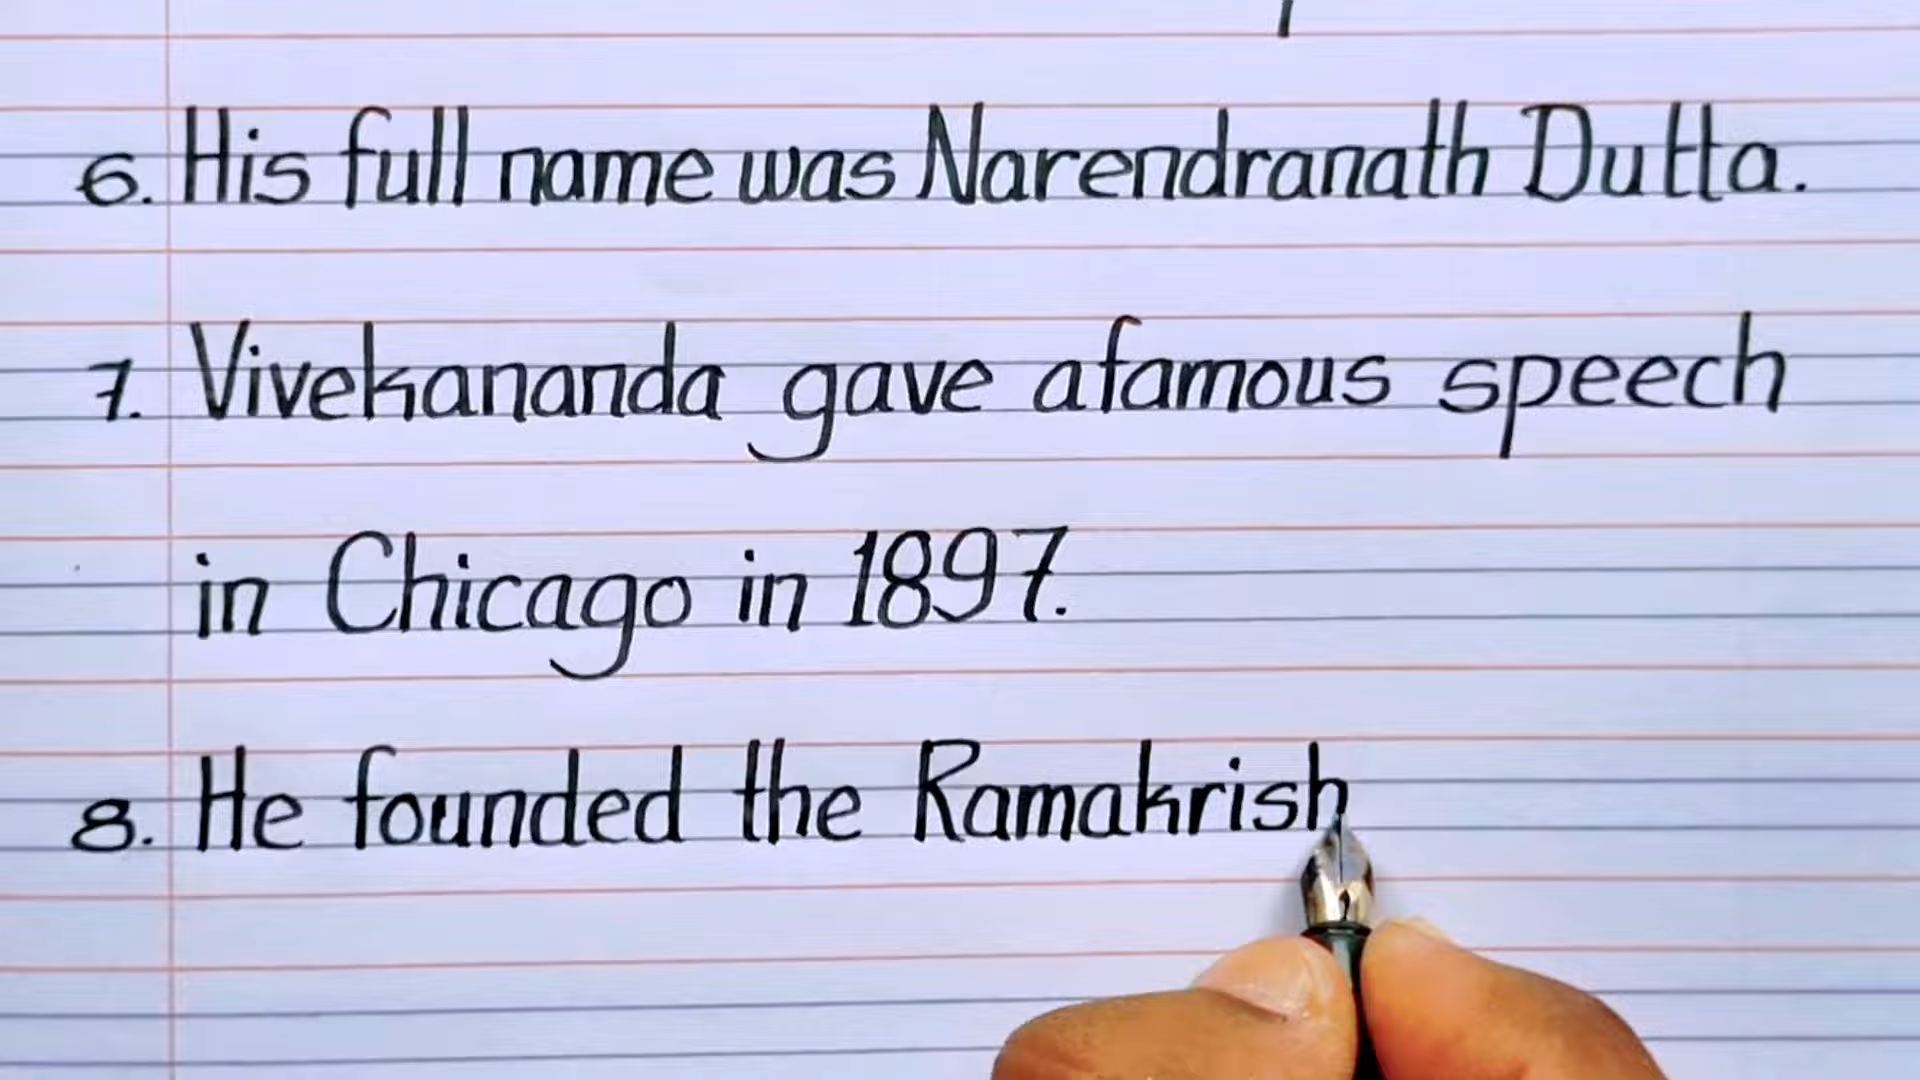 6. His full name was Narendranath Dutta.
7. Vivekananda gave afamous speech
in Chicago in 1897.
8. He founded the Ramakrish